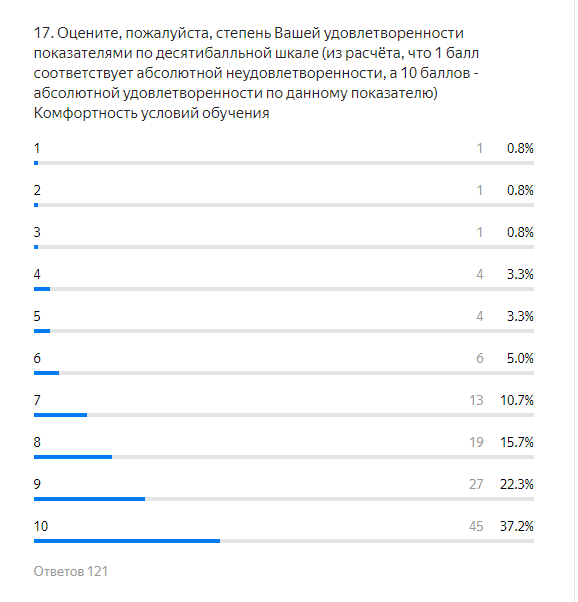 17. Оцените, пожалуйста, степень Вашей удовлетворенности
показателями по десятибалльной шкале (из расчёта, что 1 балл
соответствует абсолютной неудовлетворенности, а 10 баллов -
абсолютной удовлетворенности по данному показателю)
Комфортность условий обучения
1 1 0.8%
2 1 0.8%
3 1 0.8%
4 4 3.3%
5 4 3.3%
6 6 5.0%
7 13 10.7%
8 19 15.7%
9 27 22.3%
10 45 37.2%
Ответов 121